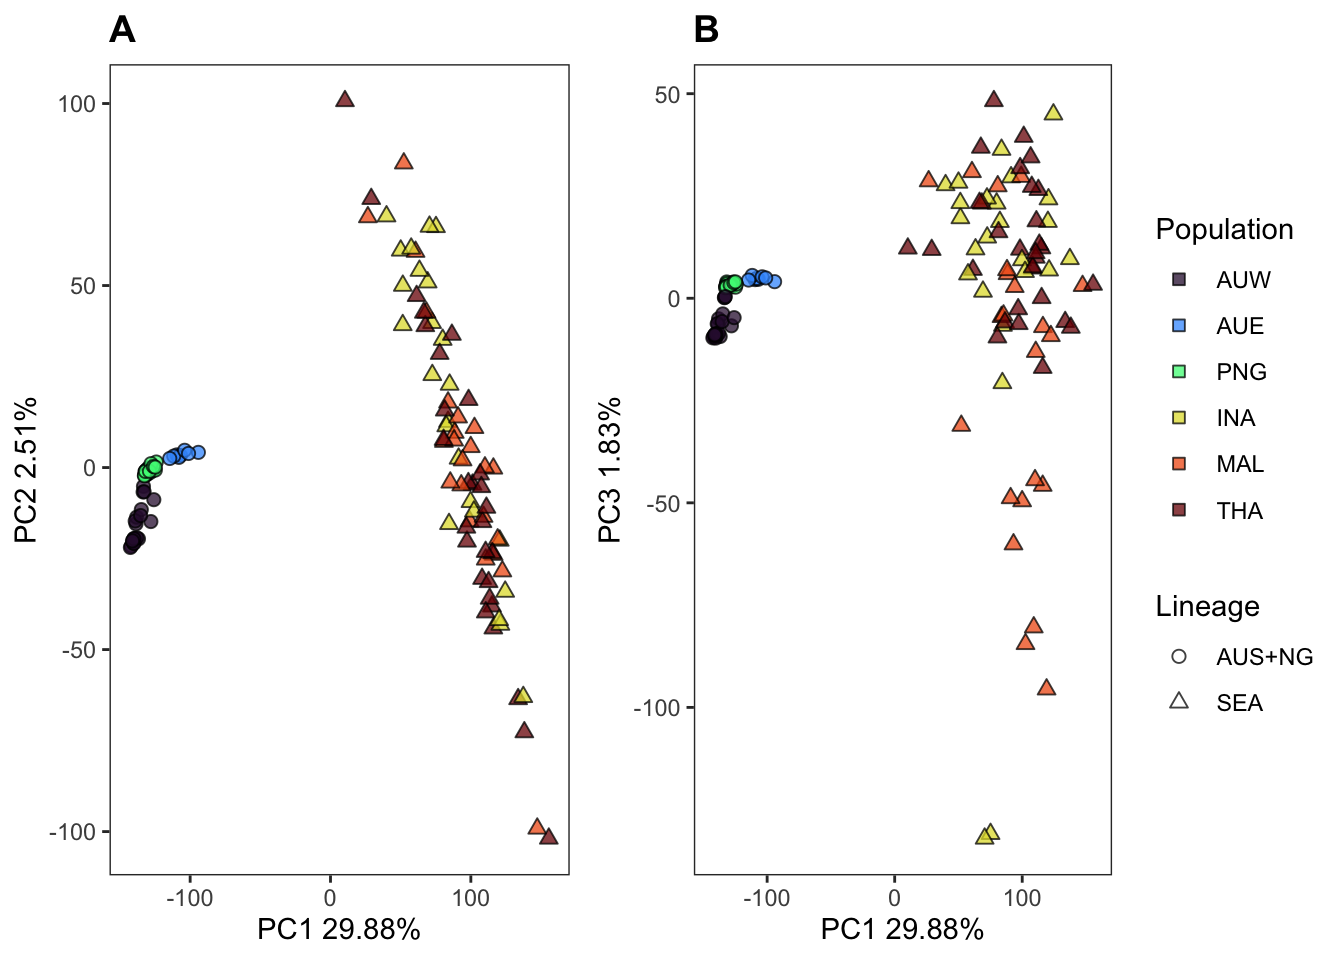 A
B
100
50
0
-50
-100
PC2 2.51%
-100
0
100
PC1 29.88%
50
0
-50
-100
PC3 1.83%
-100
0
100
PC1 29.88%
Population
AUW
AUE
PNG
INA
MAL
THA
Lineage
AUS+NG
SEA